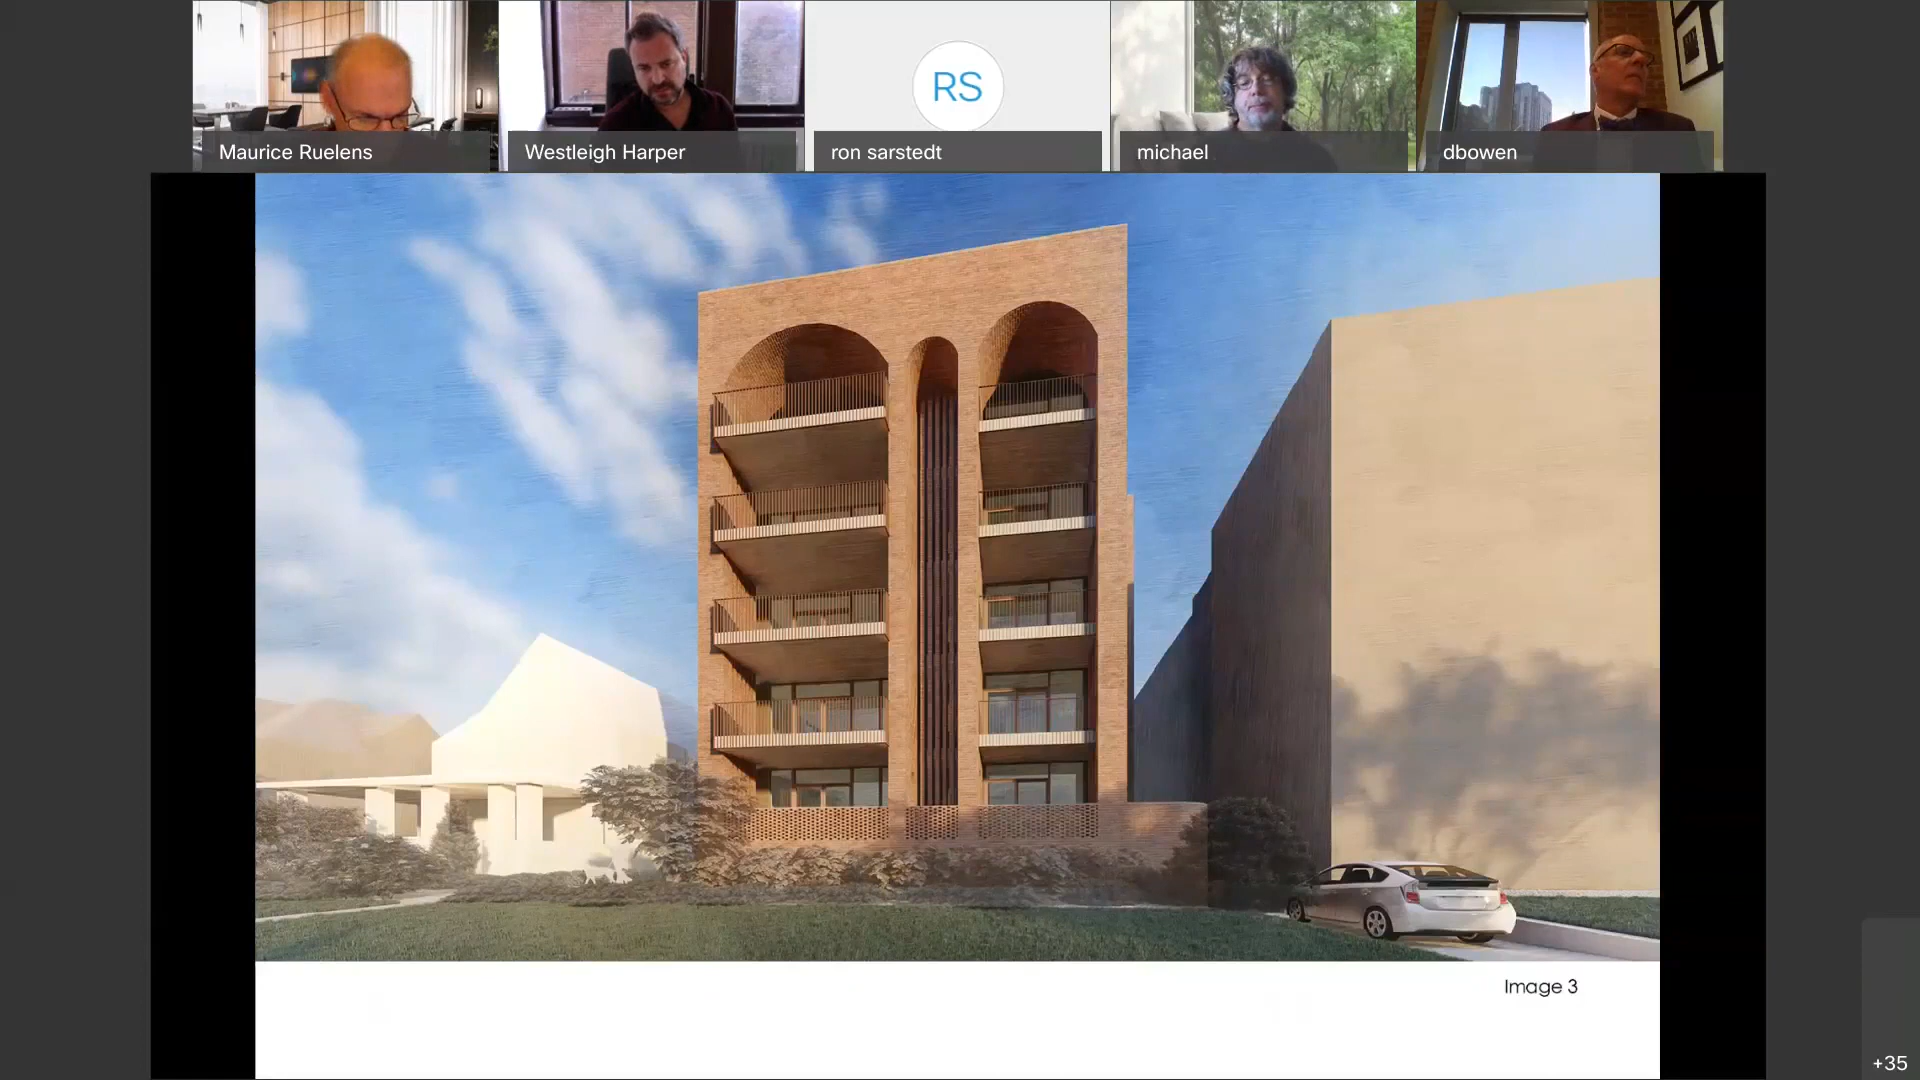 RS
Maurice Ruelens
Westleigh Harper
ron sarstedt
michael
dbowen
Image 3
+35